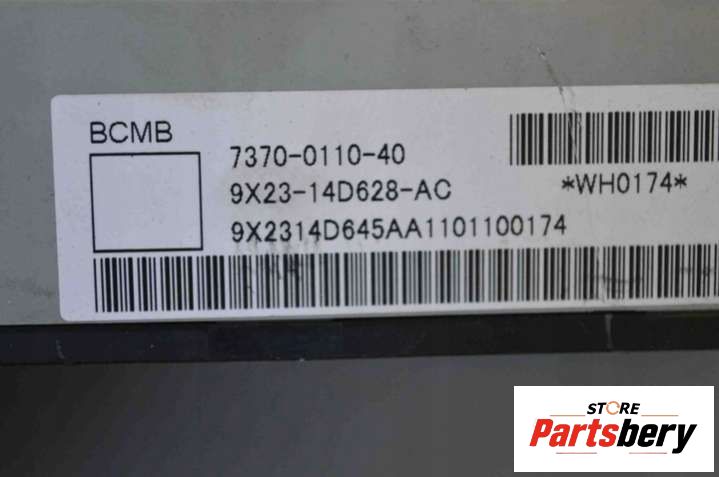 BCMB
7370-0110-40
9X23-14D628-AC
*WH0174*
9X2314D645AA1101100174
STORE
Partsbery